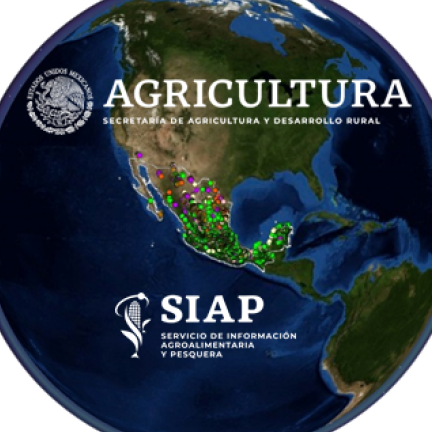 ESTADOS UNIDOS MEXICANOS
AGRICULTURA
SECRETARÍA DE AGRICULTURA Y DESARROLLO RURAL
SIAP
SERVICIO DE INFORMACIÓN
AGROALIMENTARIA
Y PESQUERA